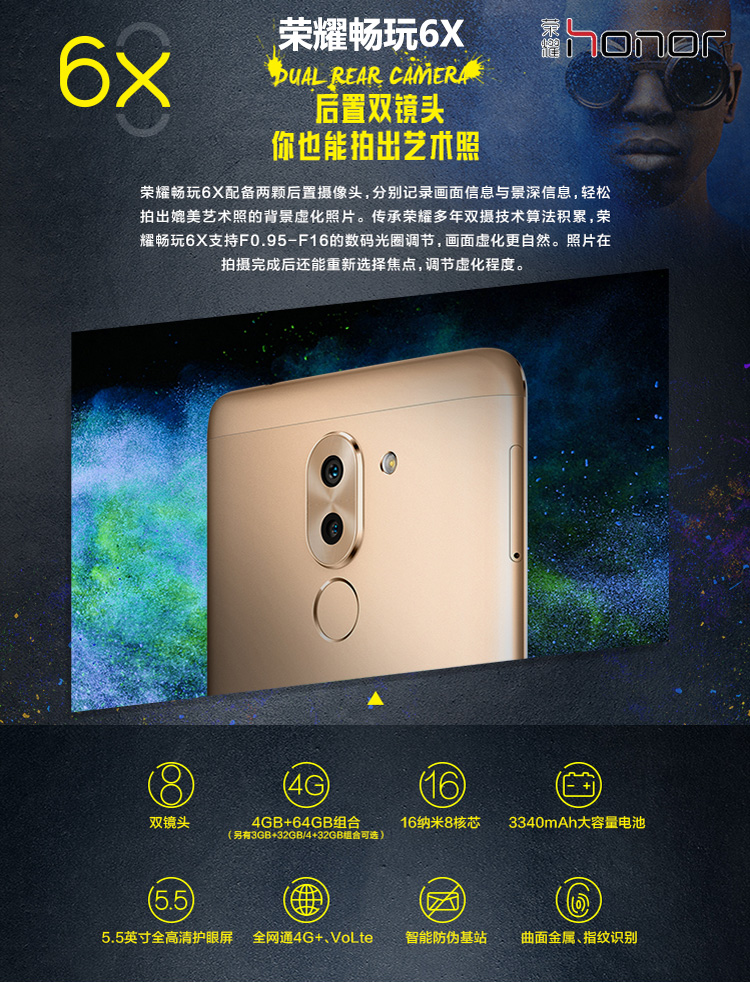 6X
荣耀畅玩6X
荣耀 honor
DUAL REAR CAMERA
后置双镜头
你也能拍出艺术照
荣耀畅玩6X配备两颗后置摄像头,分别记录画面信息与景深信息,轻松
拍出媲美艺术照的背景虚化照片。传承荣耀多年双摄技术算法积累,荣
耀畅玩6X支持F0.95-F16的数码光圈调节,画面虚化更自然。照片在
拍摄完成后还能重新选择焦点,调节虚化程度。
8 4G 16
双镜头 4GB+64GB组合 16纳米8核芯 3340mAh大容量电池
(另有3GB+32GB/4+32GB组合可选)
5.5
5.5英寸全高清护眼屏 全网通4G+、VoLte 智能防伪基站 曲面金属、指纹识别